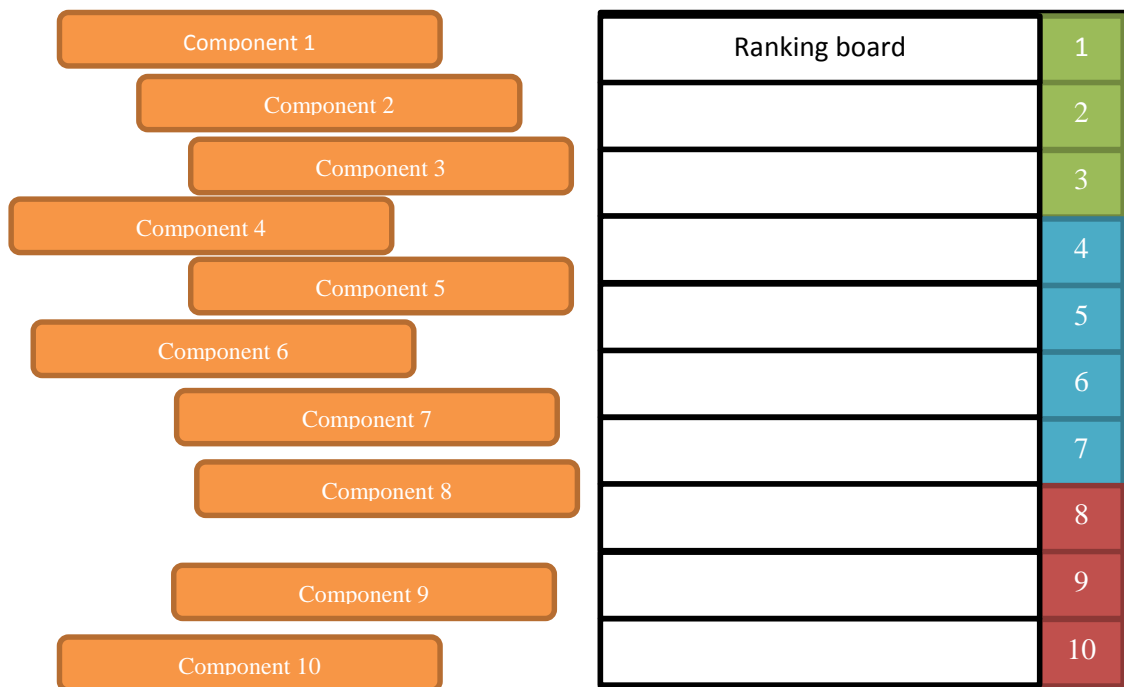 Component 1
Component 2
Component 3
Component 4
Component 5
Component 6
Component 7
Component 8
Component 9
Component 10
Ranking board
1
2
3
4
5
6
7
8
9
10